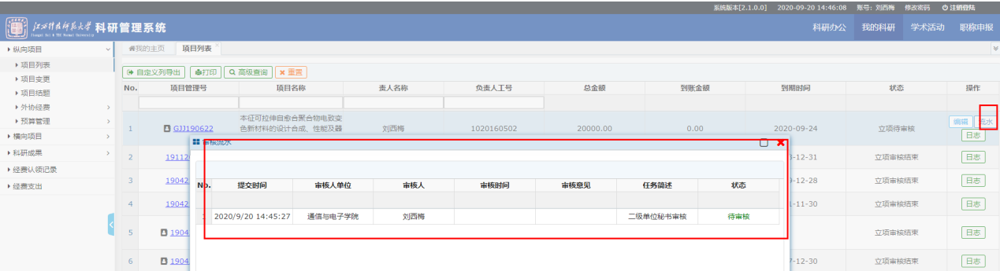 系统版本[2.1.0.0] 2020-09-20 14:46:08 账号: 刘西梅 修改密码 注销登陆
江西科技师范大学 科研管理系统
科研办公 我的科研 学术活动 职称申报
纵向项目
项目列表
项目变更
项目结题
外协经费
预算管理
横向项目
科研成果
经费认领记录
经费支出
我的主页 项目列表
自定义列导出 打印 高级查询 重置
No. 项目管理号 项目名称 责人名称 负责人工号 总金额 到账金额 到期时间 状态 操作
1 GJJ190622 本征可拉伸自愈合聚合物电致变色新材料的设计合成、性能及器 刘西梅 1020160502 20000.00 0.00 2020-09-24 立项待审核 编辑 流水 日志
审核流水
2 19112 -12-31 立项审核结束 日志
3 19042 -12-28 立项审核结束 日志
4 19042 -11-30 立项审核结束 日志
5 1904 立项审核结束 日志
6 1904 -12-30 立项审核结束 日志
No. 提交时间 审核人单位 审核人 审核时间 审核意见 任务简述 状态
2020/9/20 14:45:27 通信与电子学院 刘西梅 二级单位秘书审核 待审核